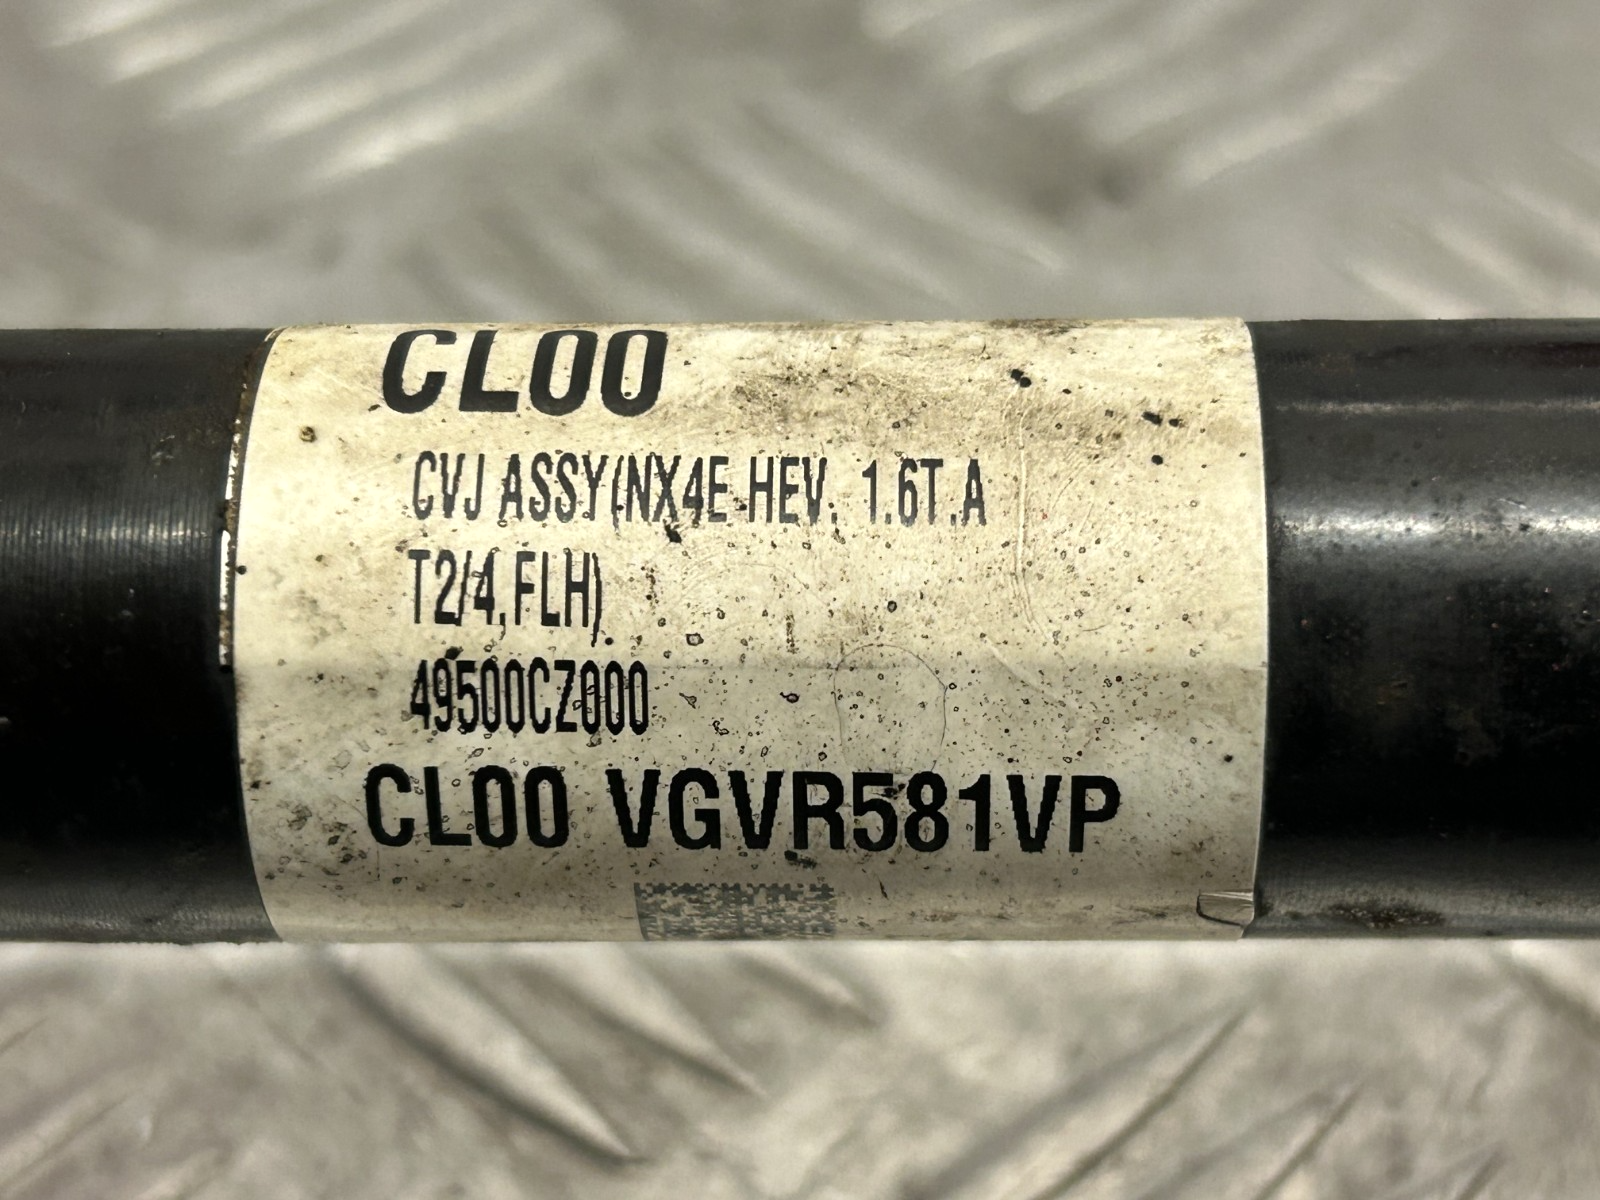 CL00
CVJ ASSY(NX4E HEV, 1.6T.A
T2/4,FLH)
49500CZ000
CL00 VGVR581VP